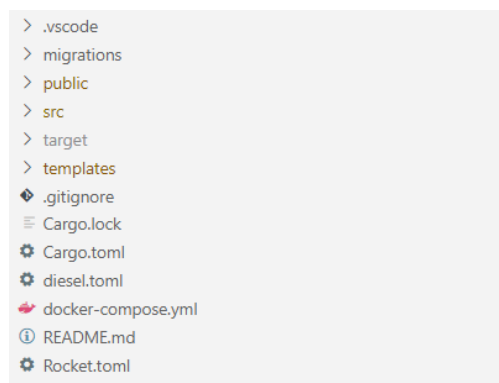 .vscode
migrations
public
src
target
templates
.gitignore
Cargo.lock
Cargo.toml
diesel.toml
docker-compose.yml
README.md
Rocket.toml